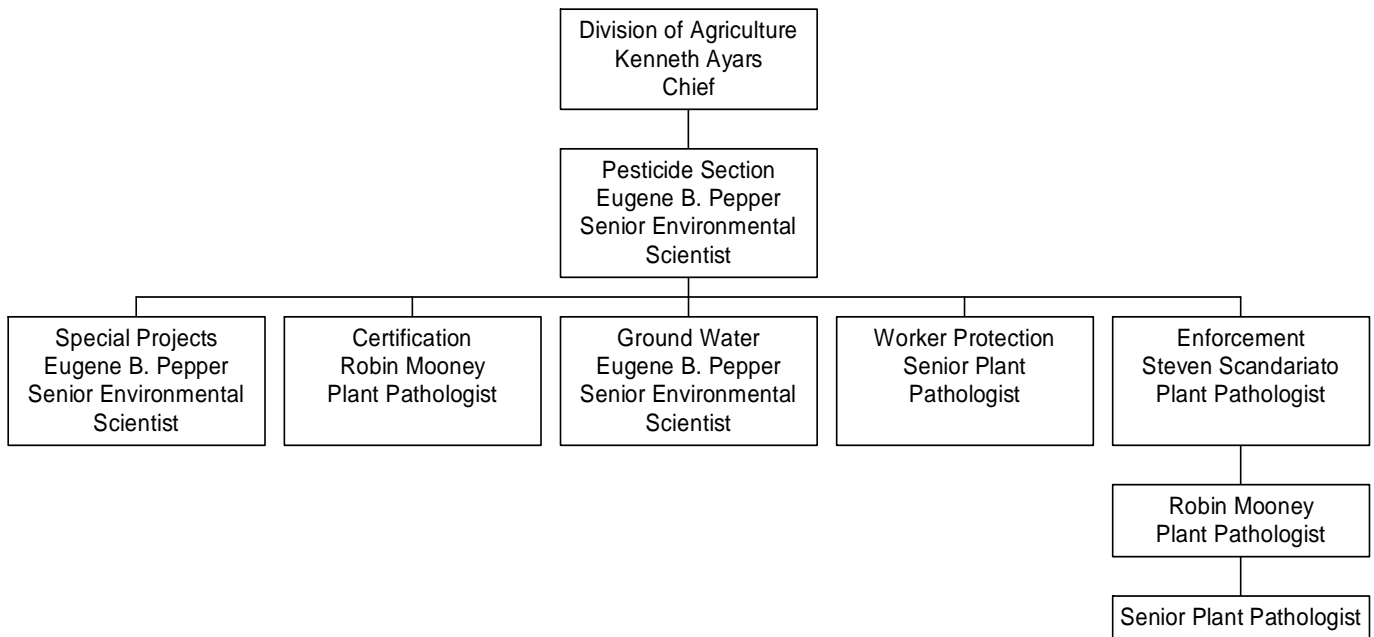 Division of Agriculture
Kenneth Ayars
Chief
Pesticide Section
Eugene B. Pepper
Senior Environmental
Scientist
Special Projects
Eugene B. Pepper
Senior Environmental
Scientist
Certification
Robin Mooney
Plant Pathologist
Ground Water
Eugene B. Pepper
Senior Environmental
Scientist
Worker Protection
Senior Plant
Pathologist
Enforcement
Steven Scandariato
Plant Pathologist
Robin Mooney
Plant Pathologist
Senior Plant Pathologist